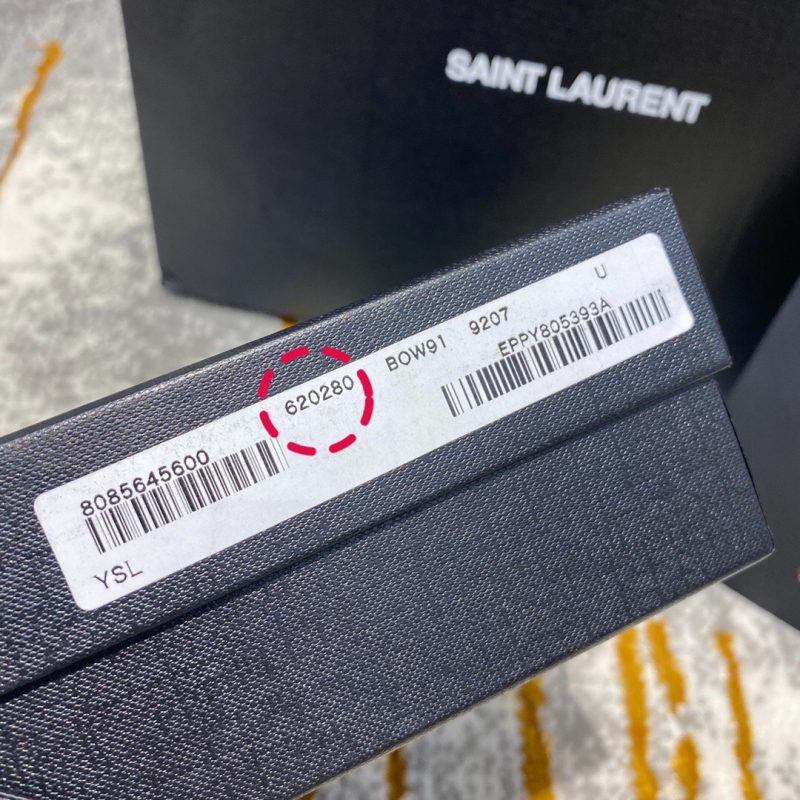 SAINT LAURENT
U
620280 BOW91 9207
8085645600 EPPY805393A
YSL